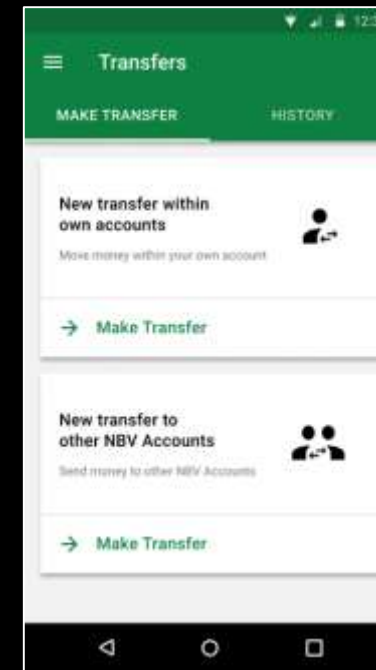 Transfers
MAKE TRANSFER
HISTORY
New transfer within
own accounts
Move money within your own account
Make Transfer
New transfer to
other NBV Accounts
Send money to other NBV Accounts
Make Transfer